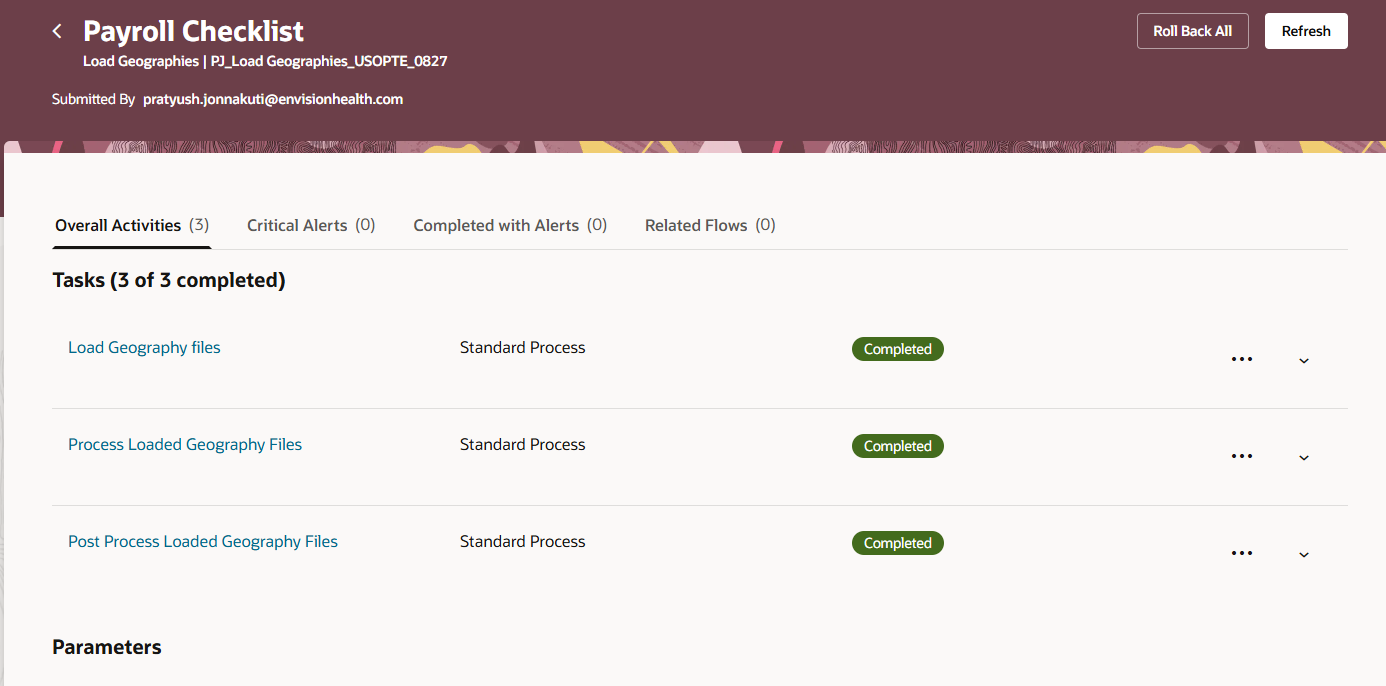 Payroll Checklist
Roll Back All
Refresh
Load Geographies | PJ_Load Geographies_USOPTE_0827
Submitted By pratyush.jonnakuti@envisionhealth.com
Overall Activities (3) Critical Alerts (0) Completed with Alerts (0) Related Flows (0)
Tasks (3 of 3 completed)
Load Geography files Standard Process Completed
Process Loaded Geography Files Standard Process Completed
Post Process Loaded Geography Files Standard Process Completed
Parameters